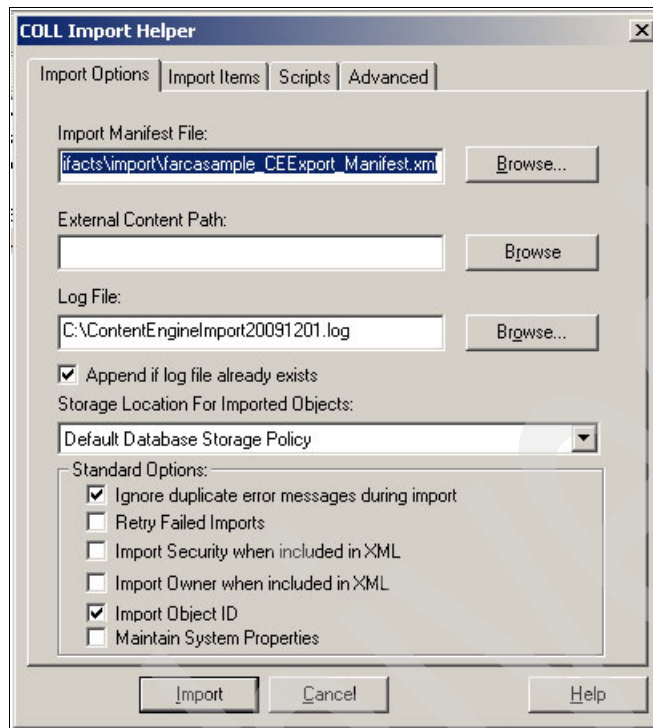 COLL Import Helper
Import Options Import Items Scripts Advanced
Import Manifest File:
ifacts\import\farcasample_CEExport_Manifest.xml Browse...
External Content Path:
Browse
Log File:
C:\ContentEngineImport20091201.log Browse...
Append if log file already exists
Storage Location For Imported Objects:
Default Database Storage Policy
Standard Options:
Ignore duplicate error messages during import
Retry Failed Imports
Import Security when included in XML
Import Owner when included in XML
Import Object ID
Maintain System Properties
Import Cancel Help